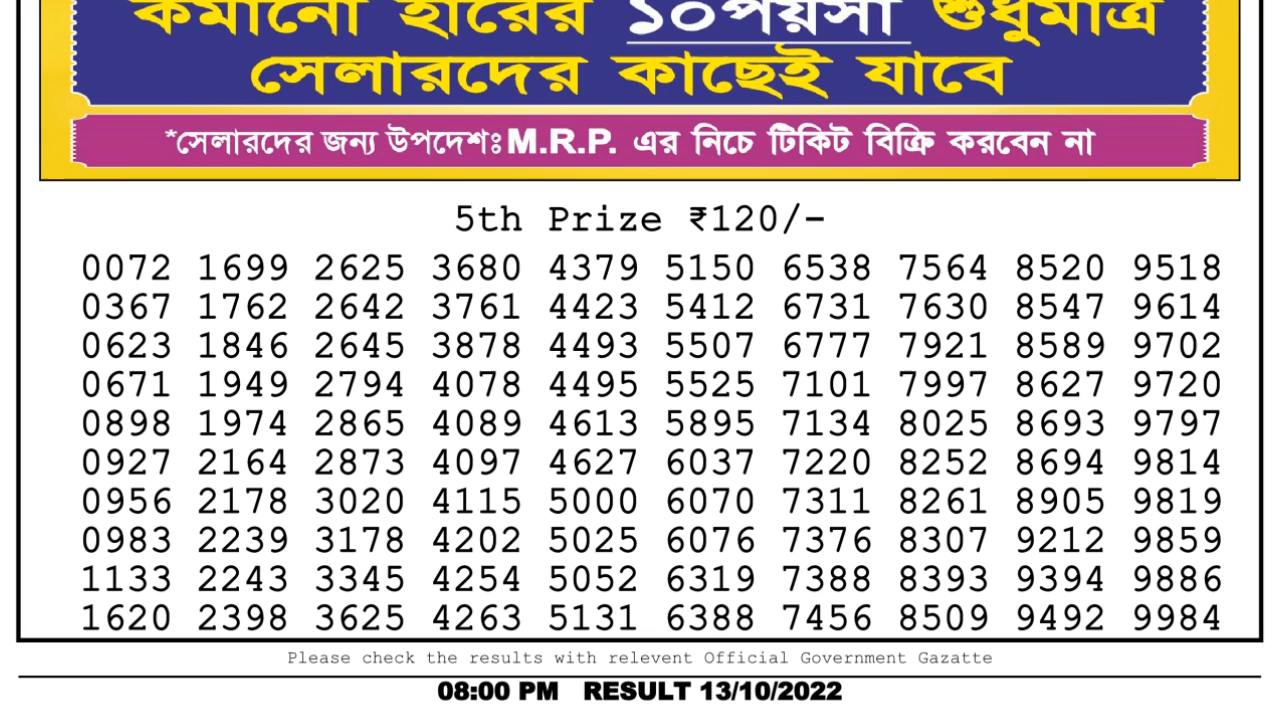 কমানো হারের ১০পয়সা শুধুমাত্র
সেলারদের কাছেই যাবে
*সেলারদের জন্য উপদেশঃ M.R.P. এর নিচে টিকিট বিক্রি করবেন না
5th Prize ₹120/-
0072 1699 2625 3680 4379 5150 6538 7564 8520 9518
0367 1762 2642 3761 4423 5412 6731 7630 8547 9614
0623 1846 2645 3878 4493 5507 6777 7921 8589 9702
0671 1949 2794 4078 4495 5525 7101 7997 8627 9720
0898 1974 2865 4089 4613 5895 7134 8025 8693 9797
0927 2164 2873 4097 4627 6037 7220 8252 8694 9814
0956 2178 3020 4115 5000 6070 7311 8261 8905 9819
0983 2239 3178 4202 5025 6076 7376 8307 9212 9859
1133 2243 3345 4254 5052 6319 7388 8393 9394 9886
1620 2398 3625 4263 5131 6388 7456 8509 9492 9984
Please check the results with relevent Official Government Gazatte
08:00 PM RESULT 13/10/2022